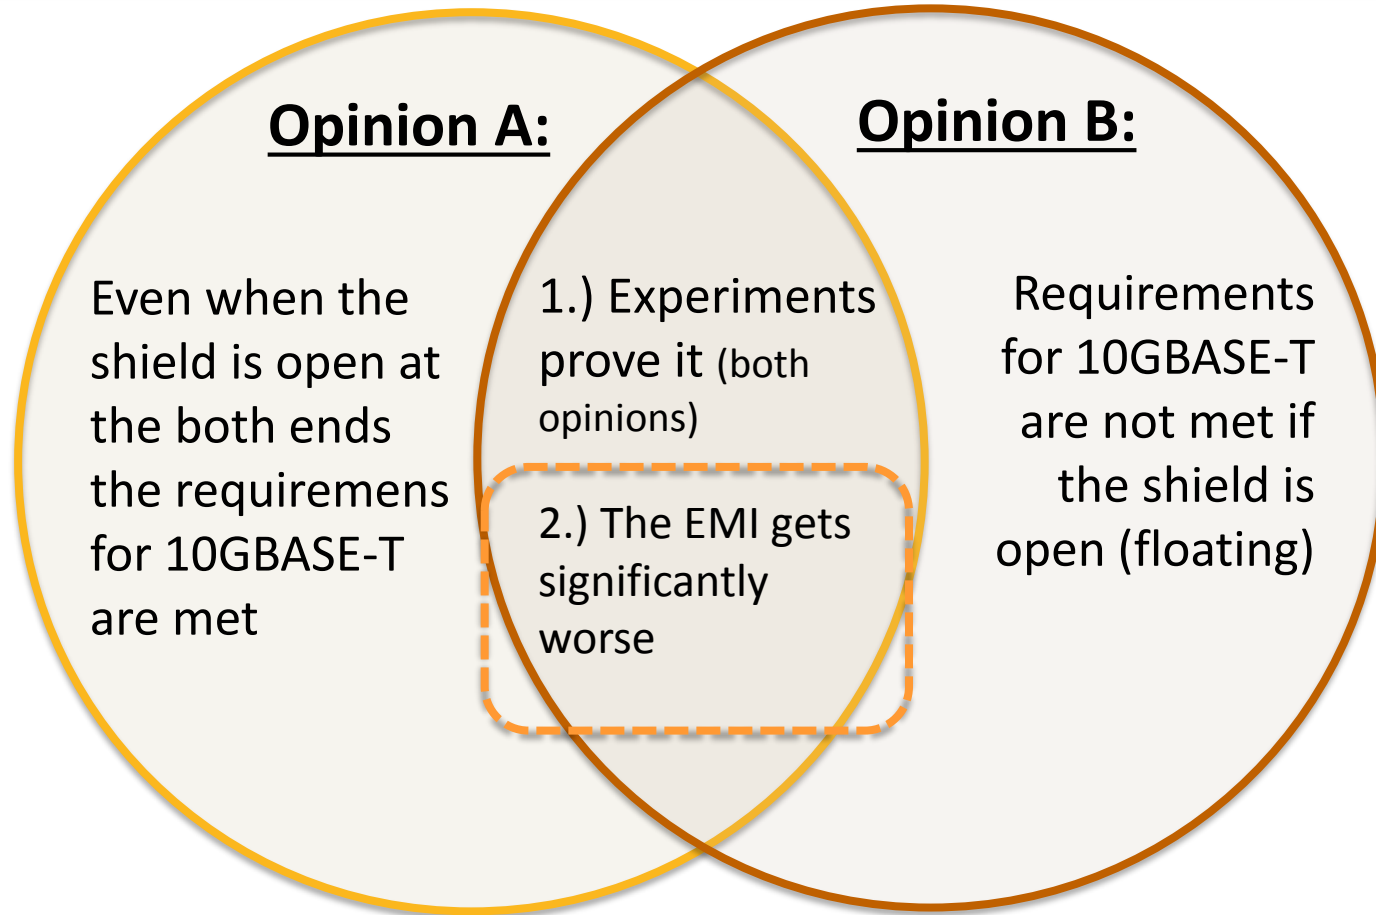 Opinion A:
Even when the
shield is open at
the both ends
the requiremens
for 10GBASE-T
are met
1.) Experiments
prove it (both
opinions)
2.) The EMI gets
significantly
worse
Opinion B:
Requirements
for 10GBASE-T
are not met if
the shield is
open (floating)